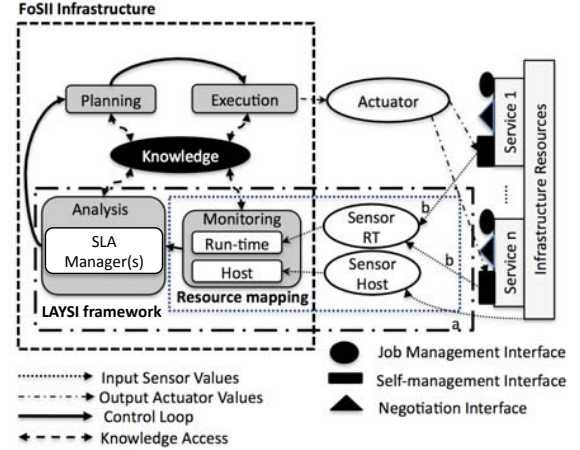 FoSII Infrastructure
Planning
Execution
Actuator
Knowledge
Service 1
Infrastructure Resources
......
Analysis
SLA
Manager(s)
Monitoring
Run-time
Host
Sensor
RT
Sensor
Host
b
b
Service n
Resource mapping
LAYSI framework
a
Input Sensor Values
Output Actuator Values
Control Loop
Knowledge Access
Job Management Interface
Self-management Interface
Negotiation Interface